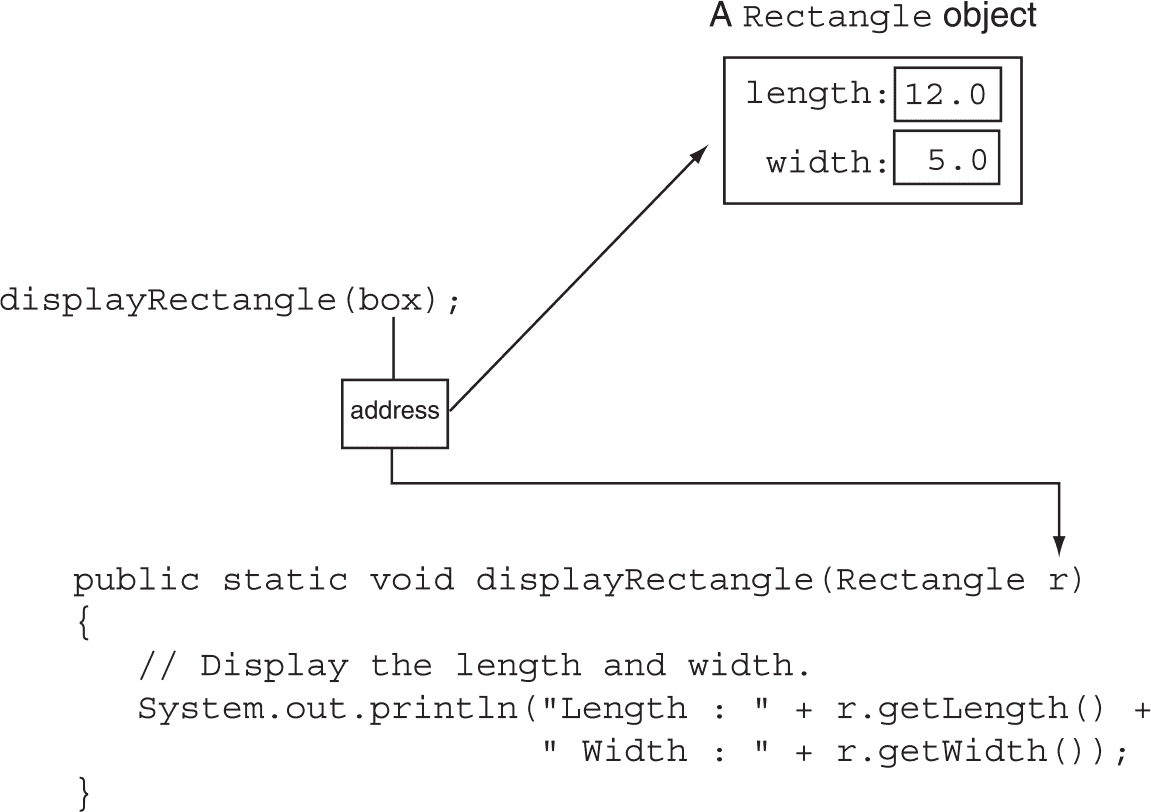 A Rectangle object
length: 12.0
width: 5.0
displayRectangle(box);
address
public static void displayRectangle(Rectangle r)
{
// Display the length and width.
System.out.println("Length : " + r.getLength() +
" Width : " + r.getWidth());
}